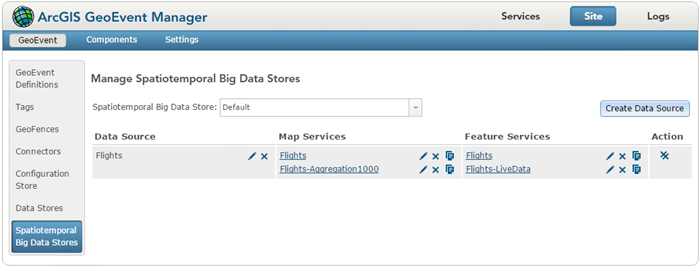 ArcGIS GeoEvent Manager
Services Site Logs
GeoEvent Components Settings
GeoEvent
Definitions
Tags
GeoFences
Connectors
Configuration
Store
Data Stores
Spatiotemporal
Big Data Stores
Manage Spatiotemporal Big Data Stores
Spatiotemporal Big Data Store: Default
Create Data Source
Data Source Map Services Feature Services Action
Flights Flights Flights
Flights-Aggregation1000 Flights-LiveData